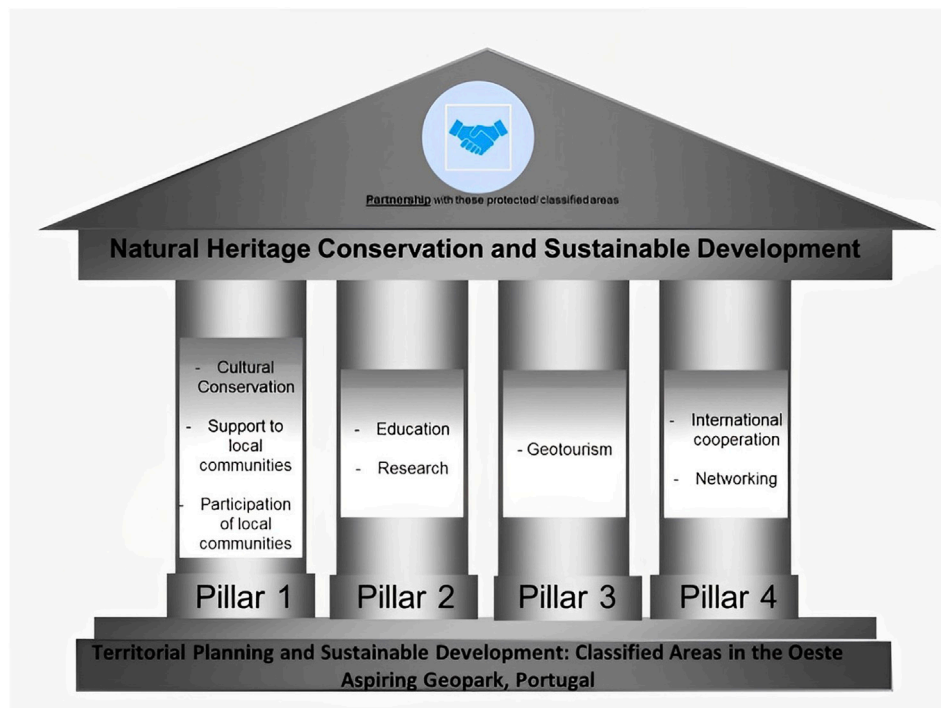 Partnership with these protected/classified areas
Natural Heritage Conservation and Sustainable Development
- Cultural
Conservation
- Support to
local
communities
- Participation
of local
communities
- Education
- Research
- Geotourism
- International
cooperation
- Networking
Pillar 1
Pillar 2
Pillar 3
Pillar 4
Territorial Planning and Sustainable Development: Classified Areas in the Oeste
Aspiring Geopark, Portugal